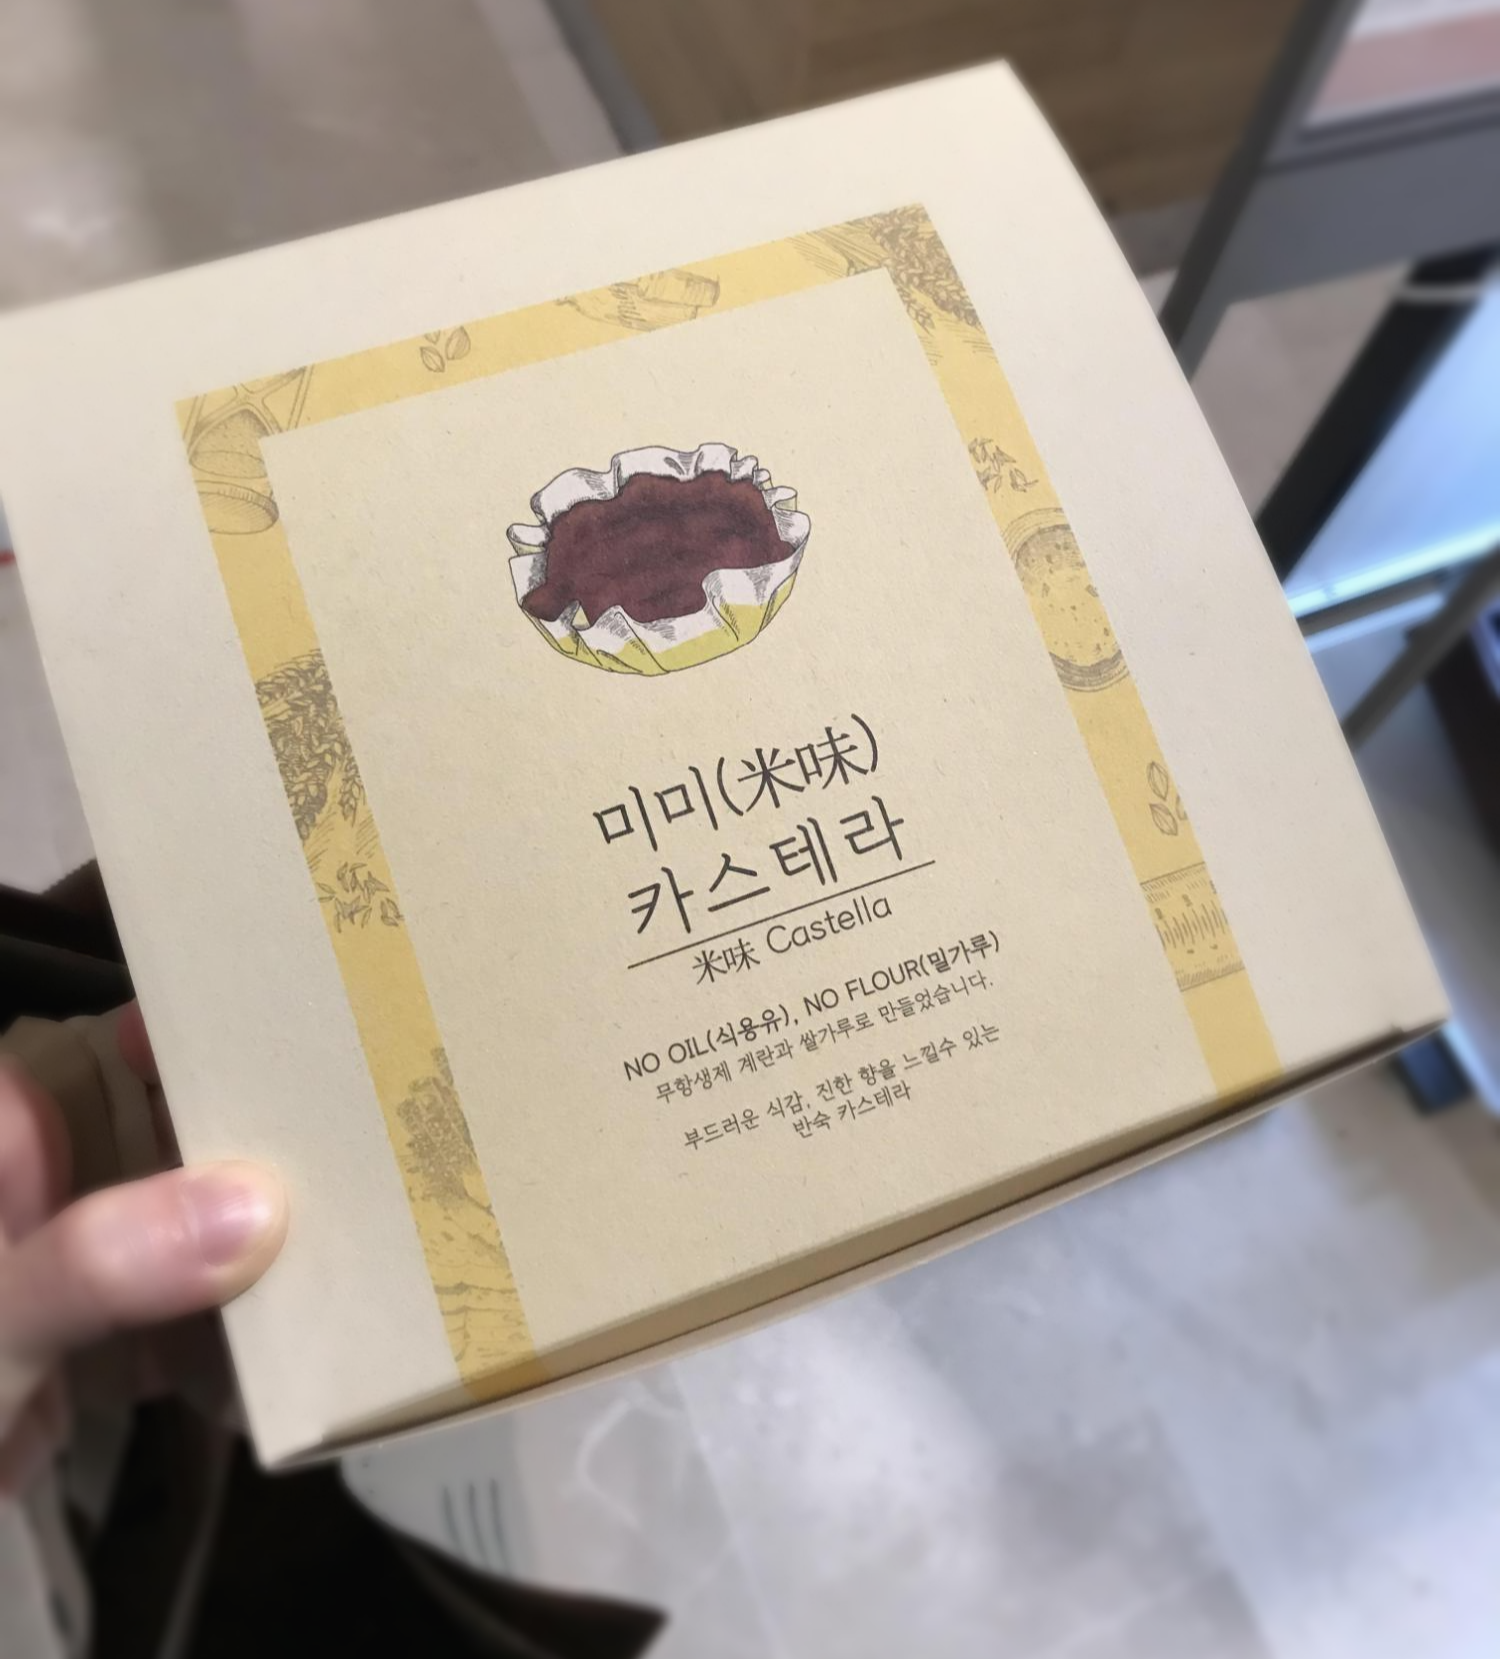 미미(米味)
카스테라
米味 Castella
NO OIL(식용유), NO FLOUR(밀가루)
무항생제 계란과 쌀가루로 만들었습니다.
부드러운 식감, 진한 향을 느낄수 있는
반숙 카스테라